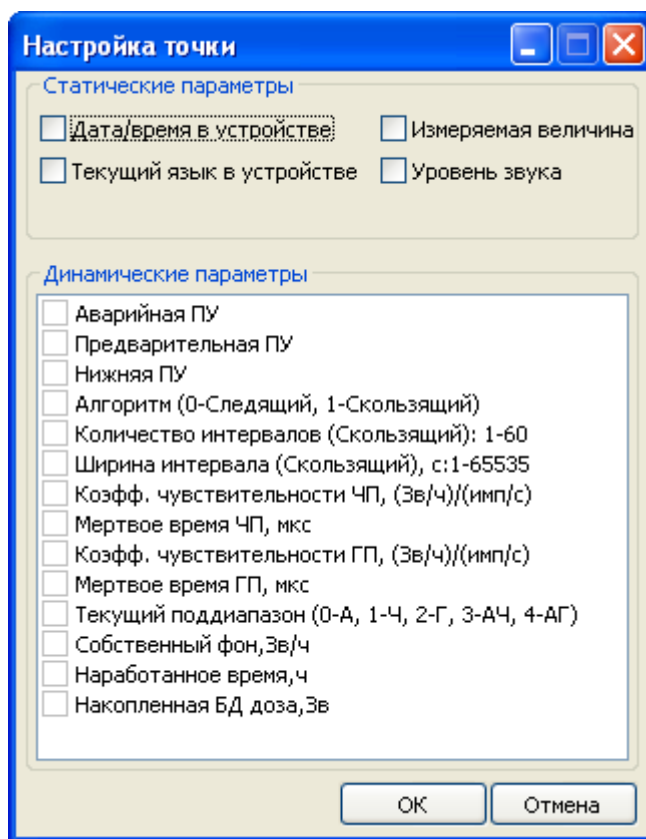 Настройка точки
Статические параметры
Дата/время в устройстве
Измеряемая величина
Текущий язык в устройстве
Уровень звука
Динамические параметры
Аварийная ПУ
Предварительная ПУ
Нижняя ПУ
Алгоритм (0-Следящий, 1-Скользящий)
Количество интервалов (Скользящий): 1-60
Ширина интервала (Скользящий), с:1-65535
Коэфф. чувствительности ЧП, (Зв/ч)/(имп/с)
Мертвое время ЧП, мкс
Коэфф. чувствительности ГП, (Зв/ч)/(имп/с)
Мертвое время ГП, мкс
Текущий поддиапазон (0-А, 1-Ч, 2-Г, 3-АЧ, 4-АГ)
Собственный фон,Зв/ч
Наработанное время,ч
Накопленная БД доза,Зв
ОК
Отмена